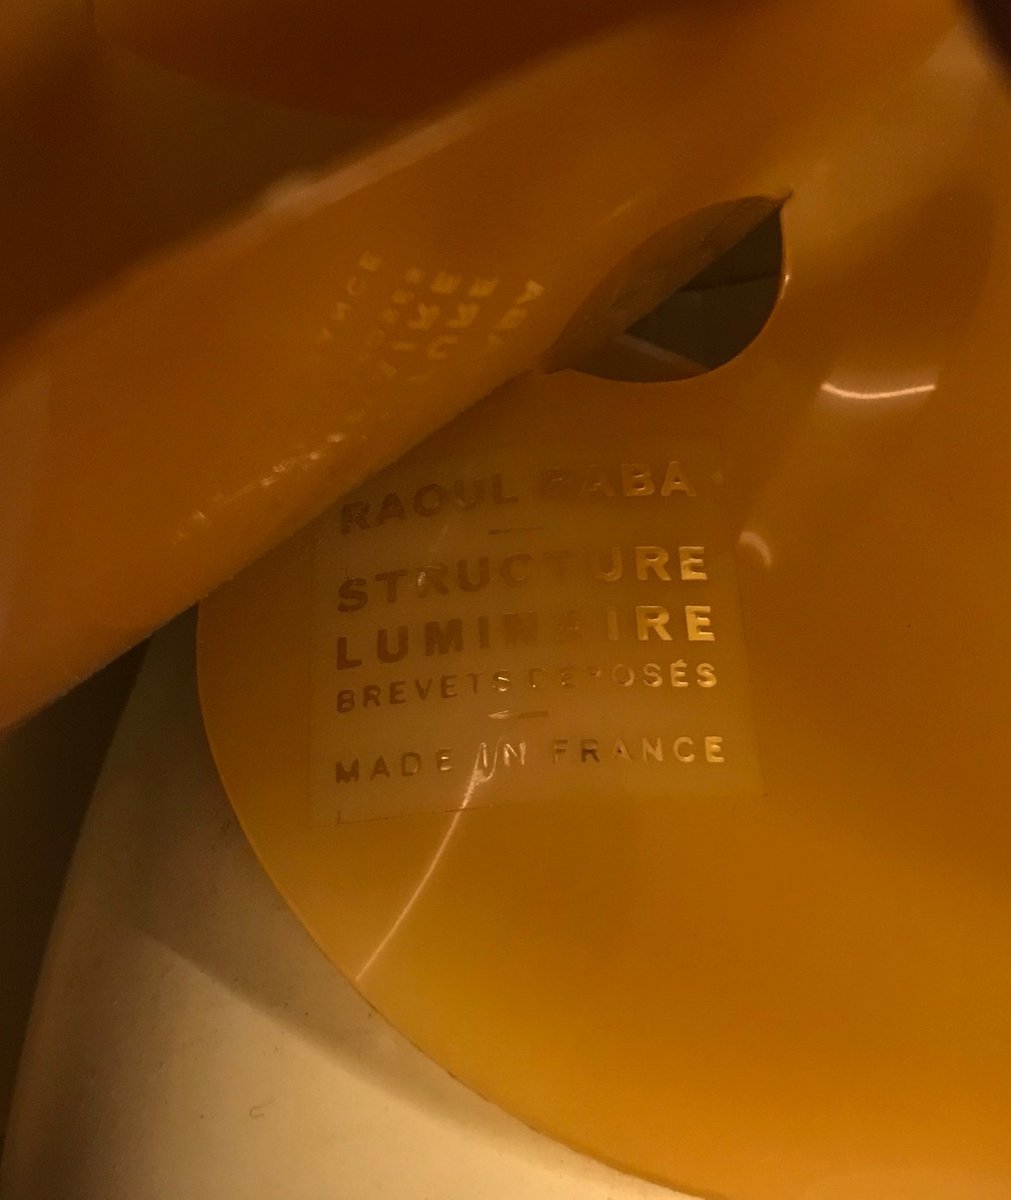 RAOUL RABA
STRUCTURE
LUMINAIRE
BREVETS DÉPOSÉS
MADE IN FRANCE